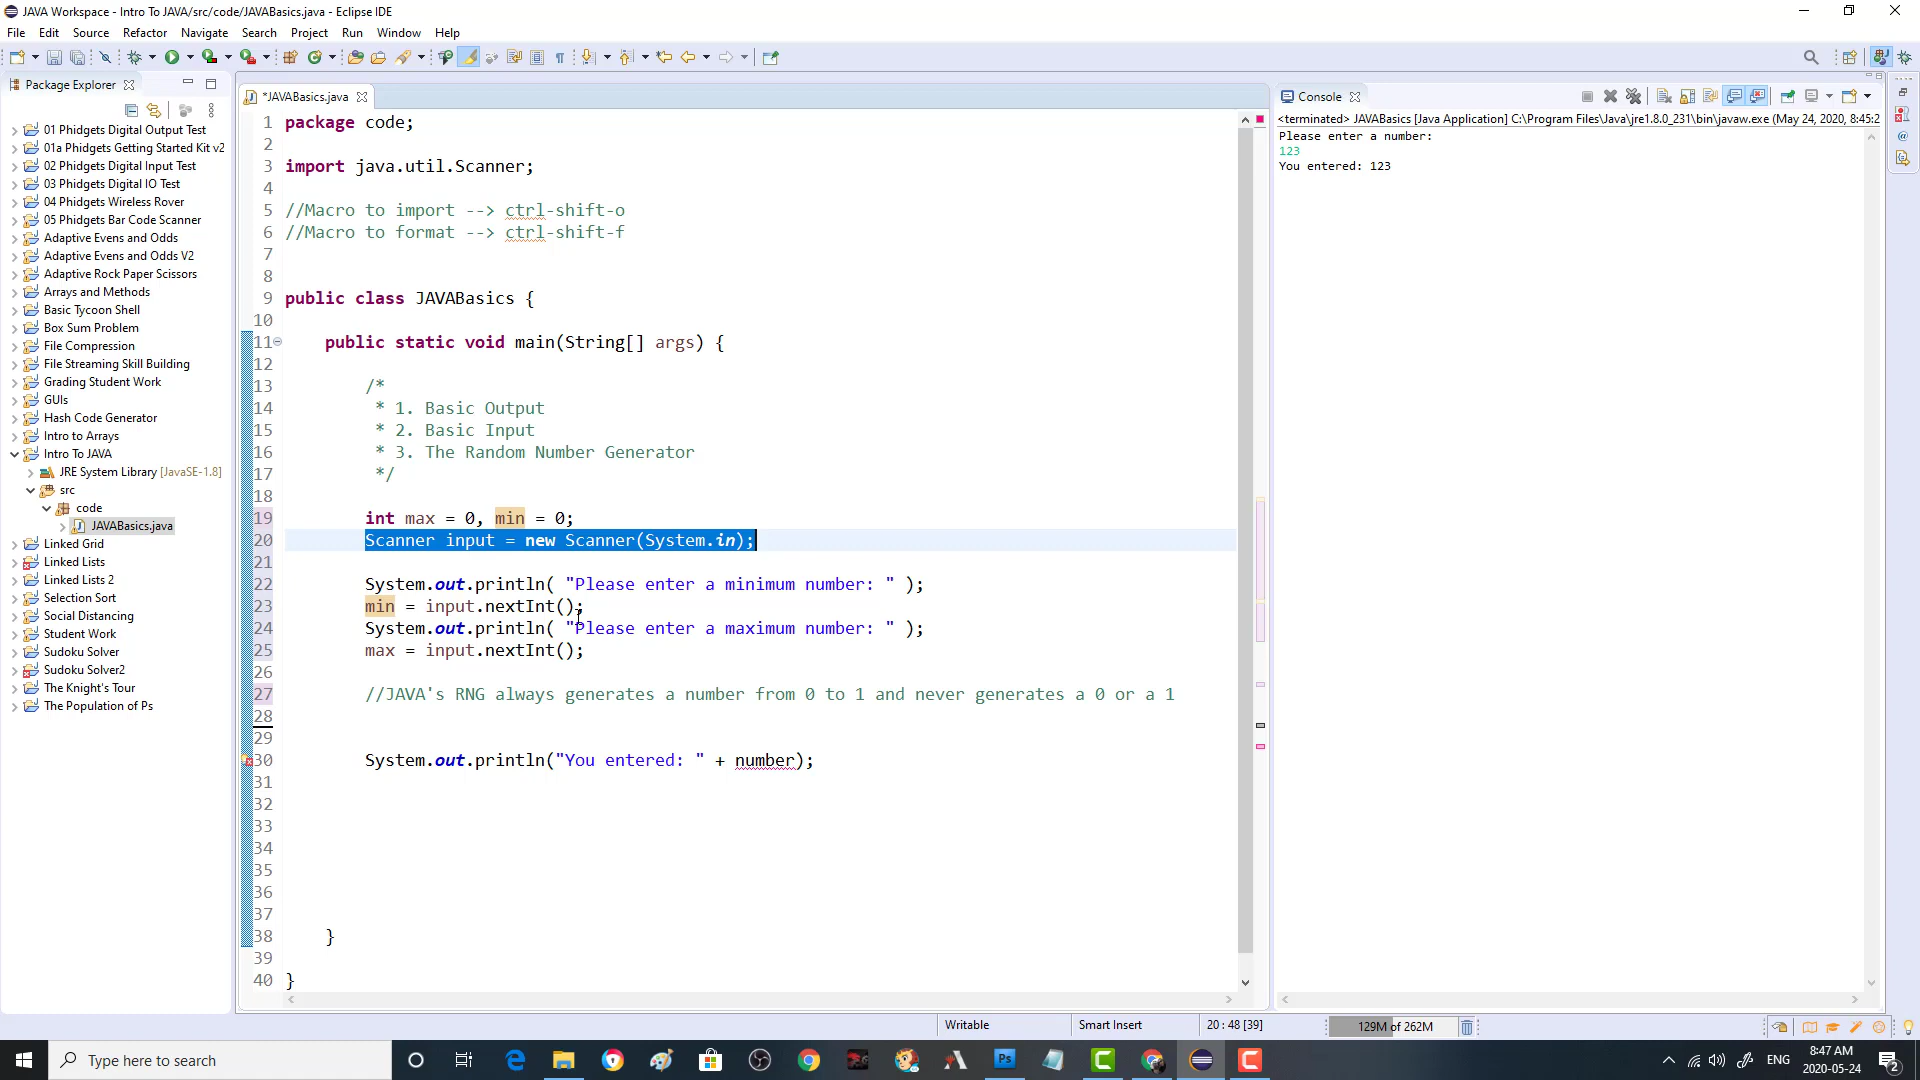 JAVA Workspace - Intro To JAVA/src/code/JAVABasics.java - Eclipse IDE
File Edit Source Refactor Navigate Search Project Run Window Help
Package Explorer
01 Phidgets Digital Output Test
01a Phidgets Getting Started Kit v2
02 Phidgets Digital Input Test
03 Phidgets Digital IO Test
04 Phidgets Wireless Rover
05 Phidgets Bar Code Scanner
Adaptive Evens and Odds
Adaptive Evens and Odds V2
Adaptive Rock Paper Scissors
Arrays and Methods
Basic Tycoon Shell
Box Sum Problem
File Compression
File Streaming Skill Building
Grading Student Work
GUIs
Hash Code Generator
Intro to Arrays
Intro To JAVA
JRE System Library [JavaSE-1.8]
src
code
JAVABasics.java
Linked Grid
Linked Lists
Linked Lists 2
Selection Sort
Social Distancing
Student Work
Sudoku Solver
Sudoku Solver2
The Knight's Tour
The Population of Ps
*JAVABasics.java
1 package code;
2
3 import java.util.Scanner;
4
5 //Macro to import --> ctrl-shift-o
6 //Macro to format --> ctrl-shift-f
7
8
9 public class JAVABasics {
10
11 public static void main(String[] args) {
12
13 /*
14 * 1. Basic Output
15 * 2. Basic Input
16 * 3. The Random Number Generator
17 */
18
19 int max = 0, min = 0;
20 Scanner input = new Scanner(System.in);
21
22 System.out.println( "Please enter a minimum number: " );
23 min = input.nextInt();
24 System.out.println( "Please enter a maximum number: " );
25 max = input.nextInt();
26
27 //JAVA's RNG always generates a number from 0 to 1 and never generates a 0 or a 1
28
29
30 System.out.println("You entered: " + number);
31
32
33
34
35
36
37
38 }
39
40 }
Console
<terminated> JAVABasics [Java Application] C:\Program Files\Java\jre1.8.0_231\bin\javaw.exe (May 24, 2020, 8:45:2
Please enter a number:
123
You entered: 123
Writable Smart Insert 20 : 48 [39] 129M of 262M
Type here to search
ENG
8:47 AM
2020-05-24
2